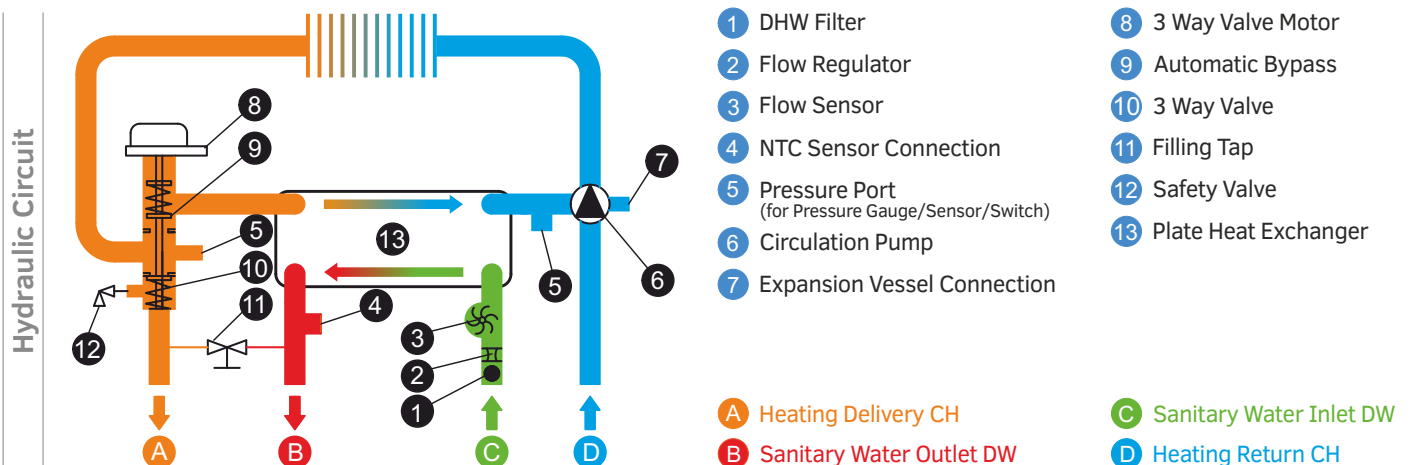 Hydraulic Circuit
8
9
5
10
11
12
13
4
3
2
1
7
5
6
A
B
C
D
1 DHW Filter
2 Flow Regulator
3 Flow Sensor
4 NTC Sensor Connection
5 Pressure Port
(for Pressure Gauge/Sensor/Switch)
6 Circulation Pump
7 Expansion Vessel Connection
8 3 Way Valve Motor
9 Automatic Bypass
10 3 Way Valve
11 Filling Tap
12 Safety Valve
13 Plate Heat Exchanger
A Heating Delivery CH
B Sanitary Water Outlet DW
C Sanitary Water Inlet DW
D Heating Return CH